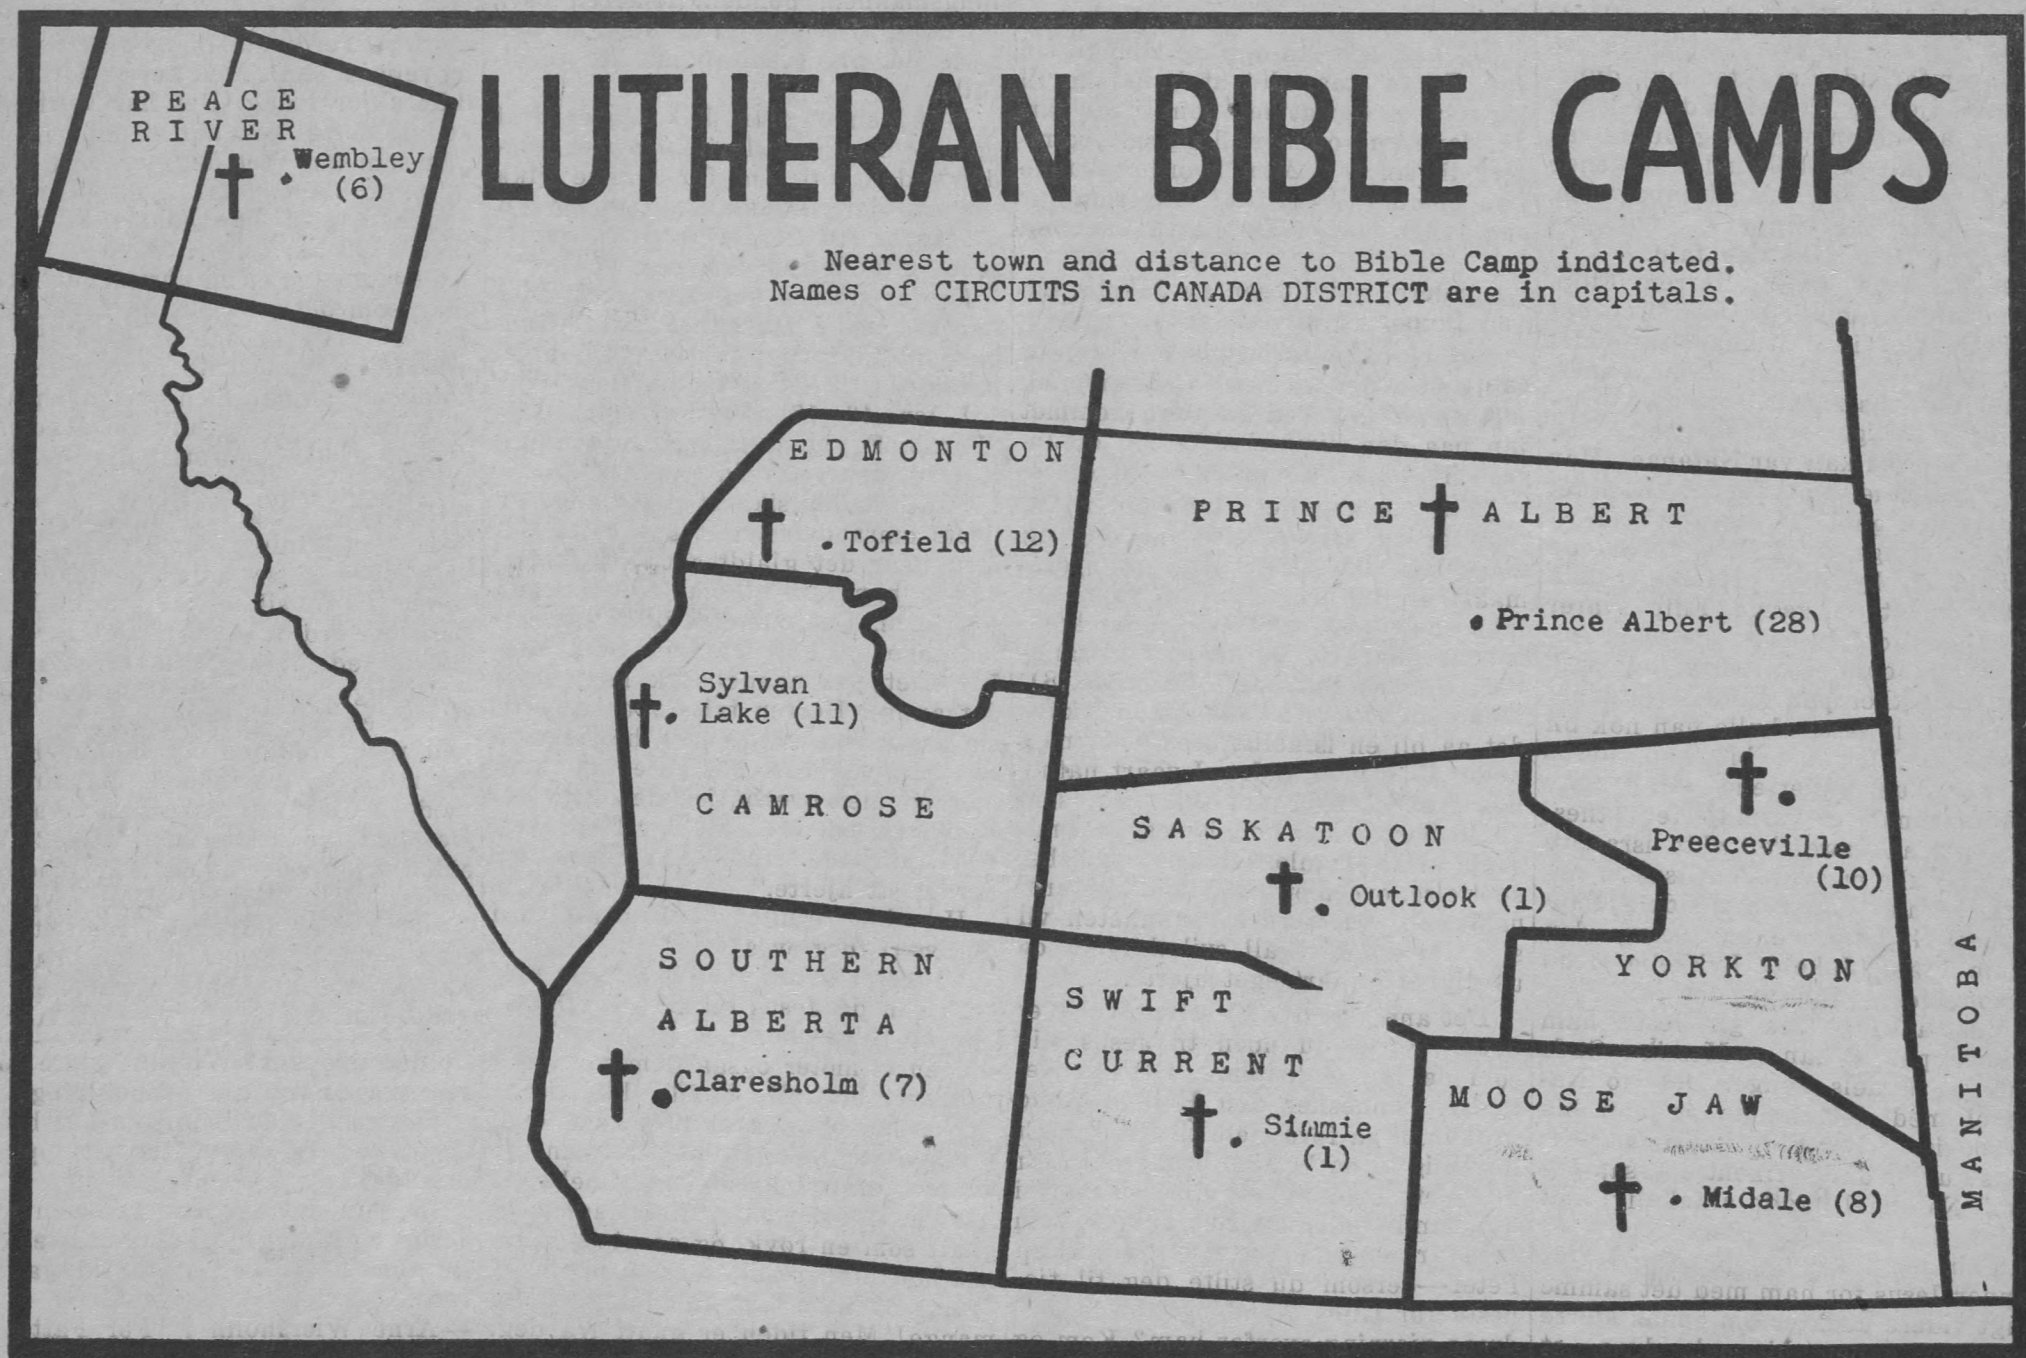 LUTHERAN BIBLE CAMPS
. Nearest town and distance to Bible Camp indicated.
Names of CIRCUITS in CANADA DISTRICT are in capitals.
PEACE
RIVER
Wembley
(6)
EDMONTON
Tofield (12)
PRINCE ALBERT
Prince Albert (28)
Sylvan
Lake (11)
CAMROSE
SASKATOON
Outlook (1)
Preeceville
(10)
YORKTON
SOUTHERN
ALBERTA
Claresholm (7)
SWIFT
CURRENT
Simmie
(1)
MOOSE JAW
Midale (8)
MANITOBA